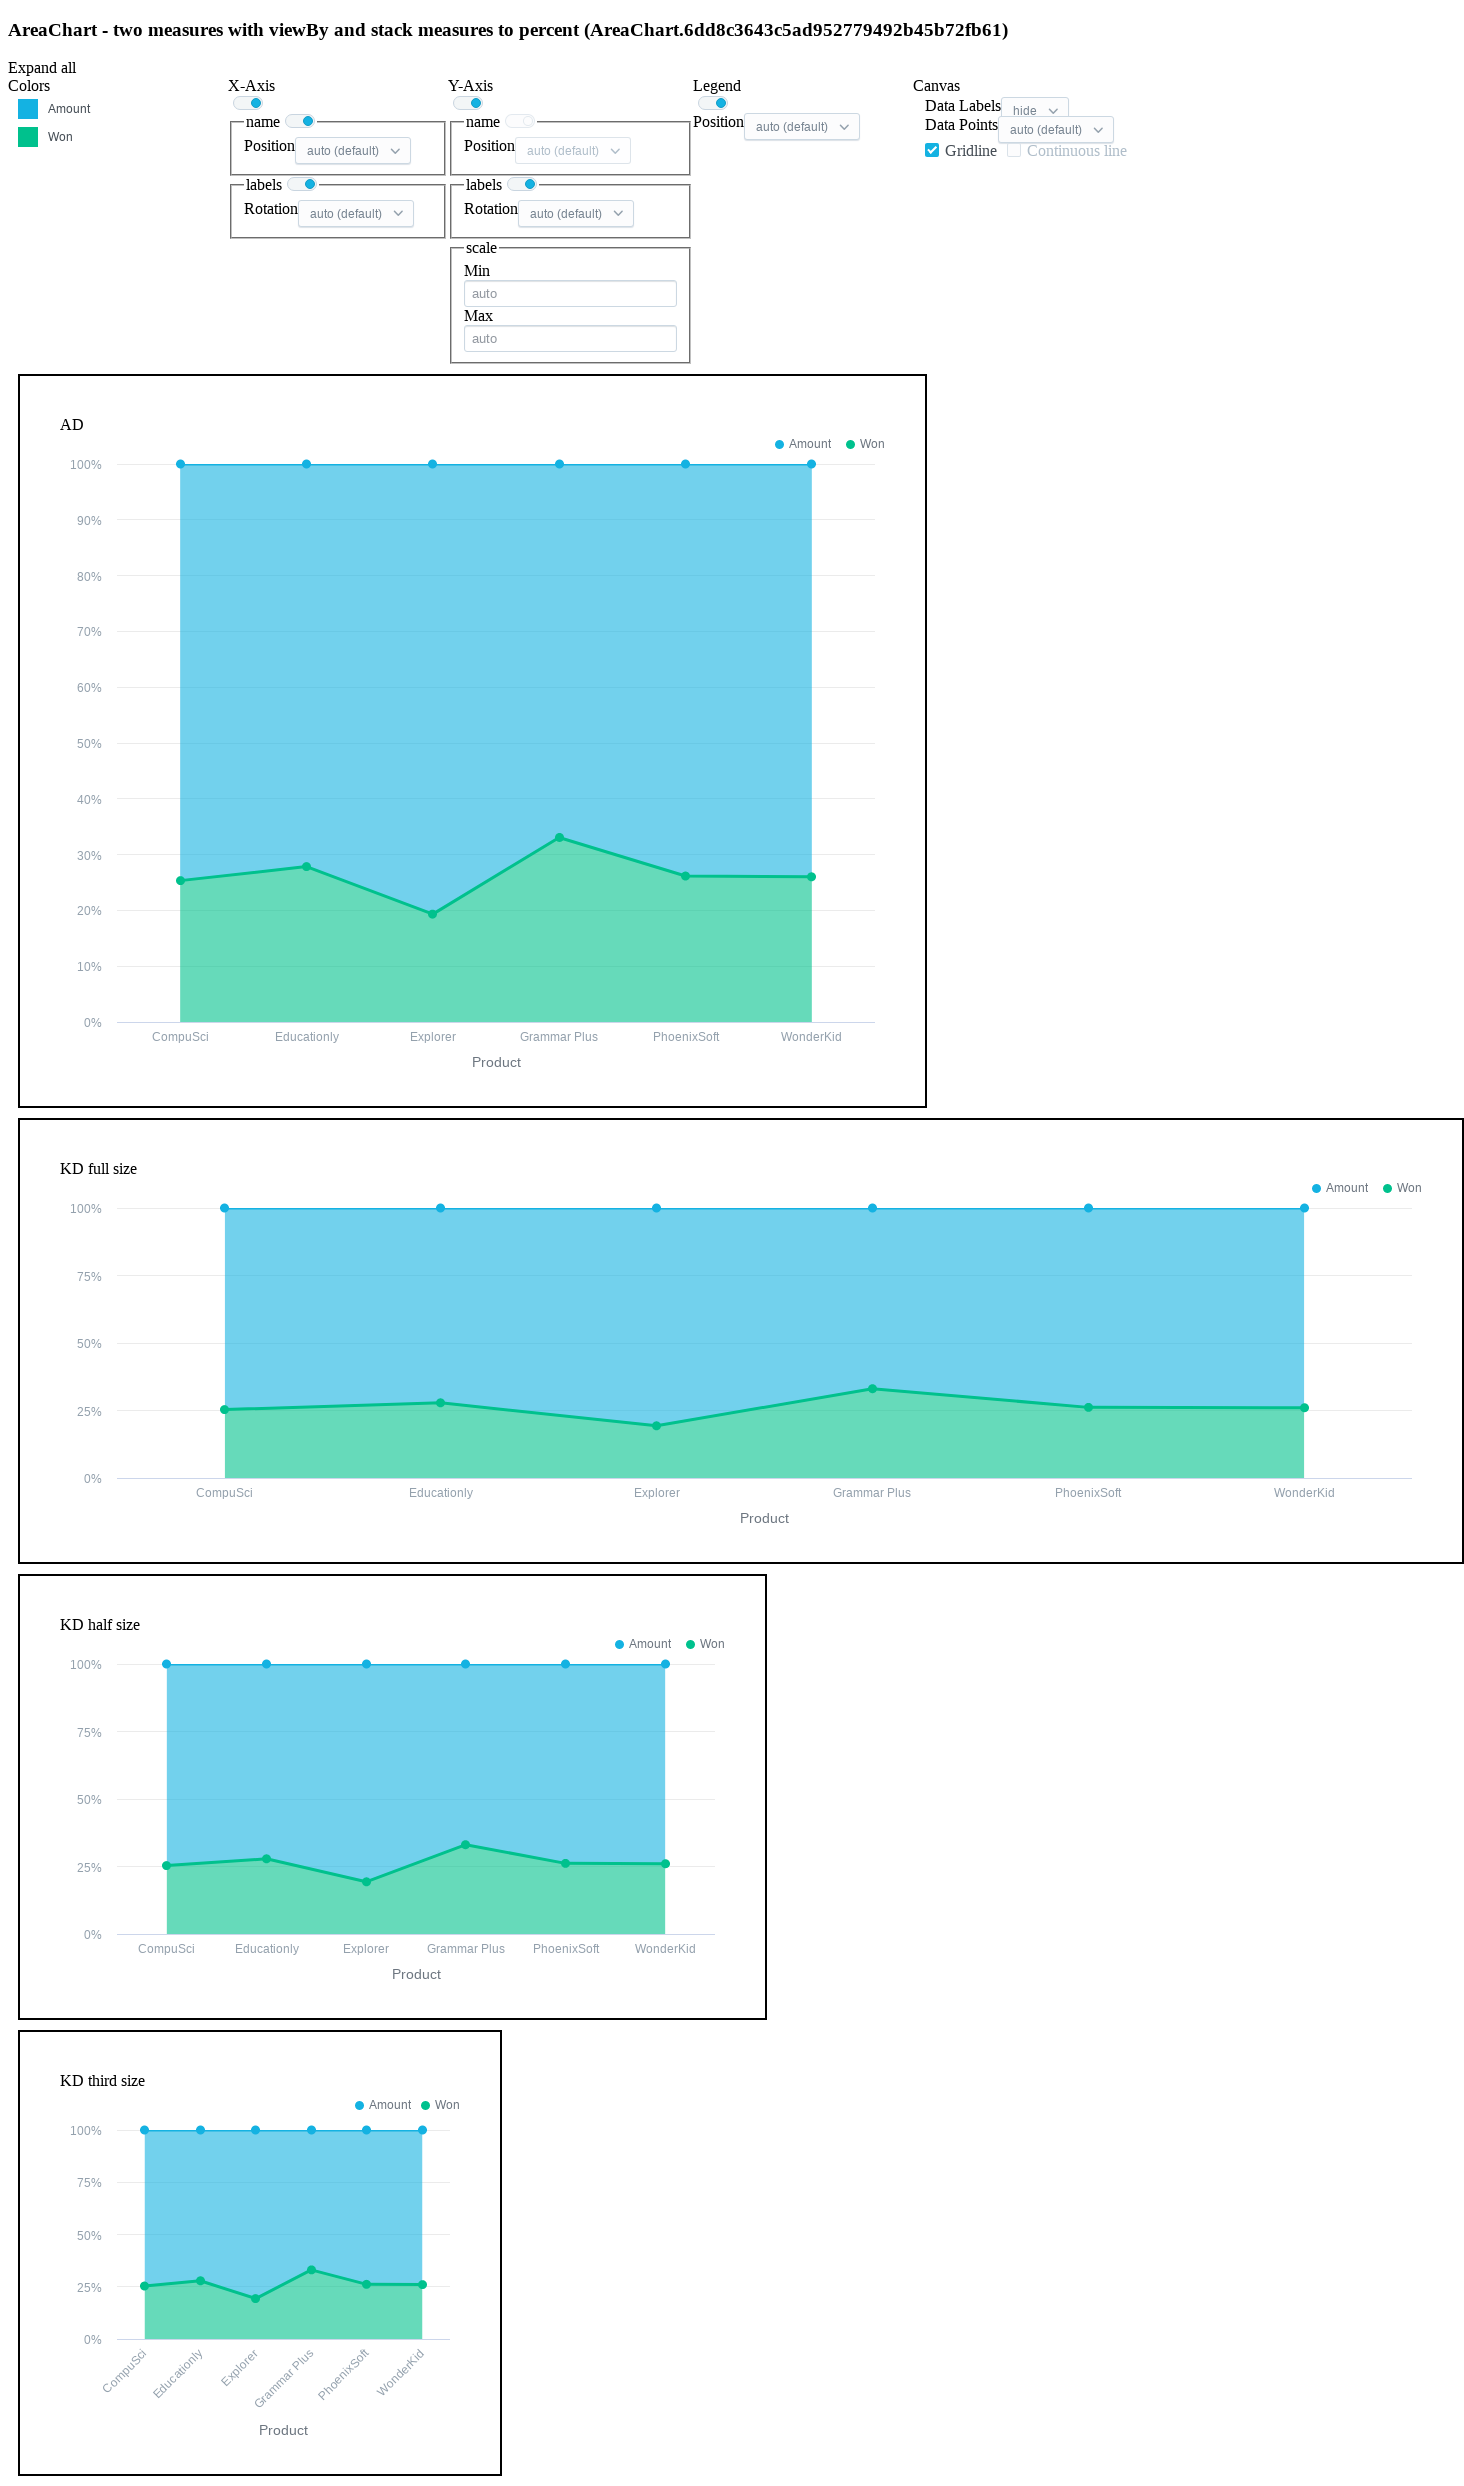 AreaChart - two measures with viewBy and stack measures to percent (AreaChart.6dd8c3643c5ad952779492b45b72fb61)
Expand all
Colors
Amount
Won
X-Axis
name
Position auto (default)
labels
Rotation auto (default)
Y-Axis
name
Position auto (default)
labels
Rotation auto (default)
scale
Min
auto
Max
auto
Legend
Position auto (default)
Canvas
Data Labels hide
Data Points auto (default)
Gridline Continuous line
AD
Amount Won
100%
90%
80%
70%
60%
50%
40%
30%
20%
10%
0%
CompuSci Educationly Explorer Grammar Plus PhoenixSoft WonderKid
Product
KD full size
Amount Won
100%
75%
50%
25%
0%
CompuSci Educationly Explorer Grammar Plus PhoenixSoft WonderKid
Product
KD half size
Amount Won
100%
75%
50%
25%
0%
CompuSci Educationly Explorer Grammar Plus PhoenixSoft WonderKid
Product
KD third size
Amount Won
100%
75%
50%
25%
0%
CompuSci Educationly Explorer Grammar Plus PhoenixSoft WonderKid
Product